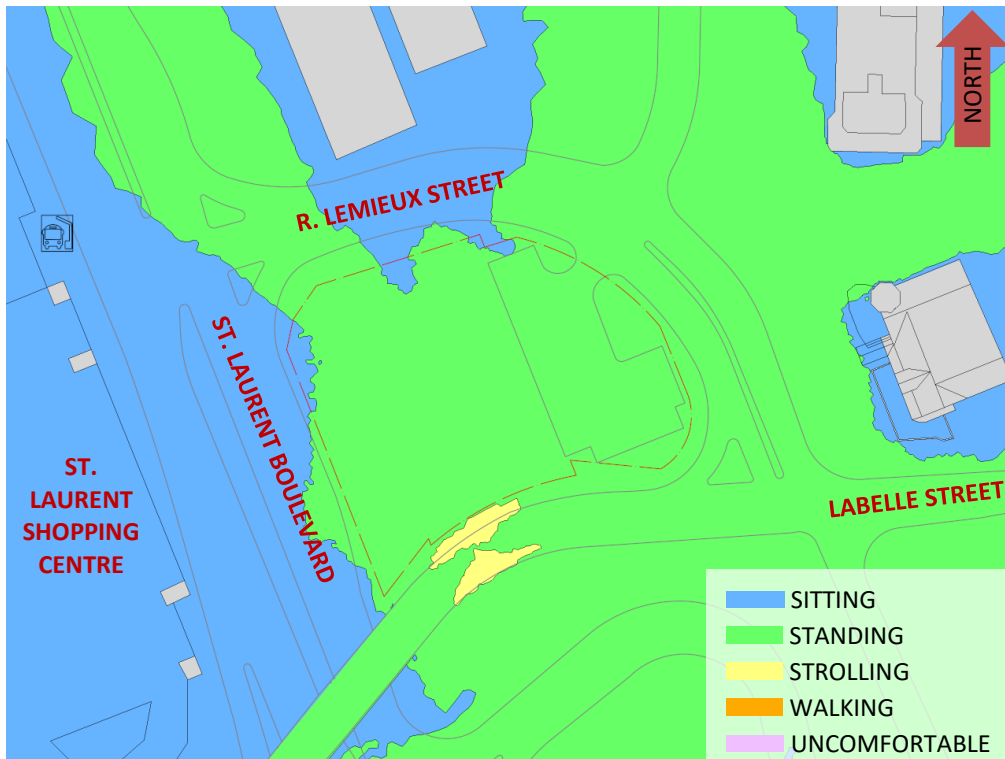 NORTH
R. LEMIEUX STREET
ST. LAURENT BOULEVARD
ST.
LAURENT
SHOPPING
CENTRE
LABELLE STREET
SITTING
STANDING
STROLLING
WALKING
UNCOMFORTABLE